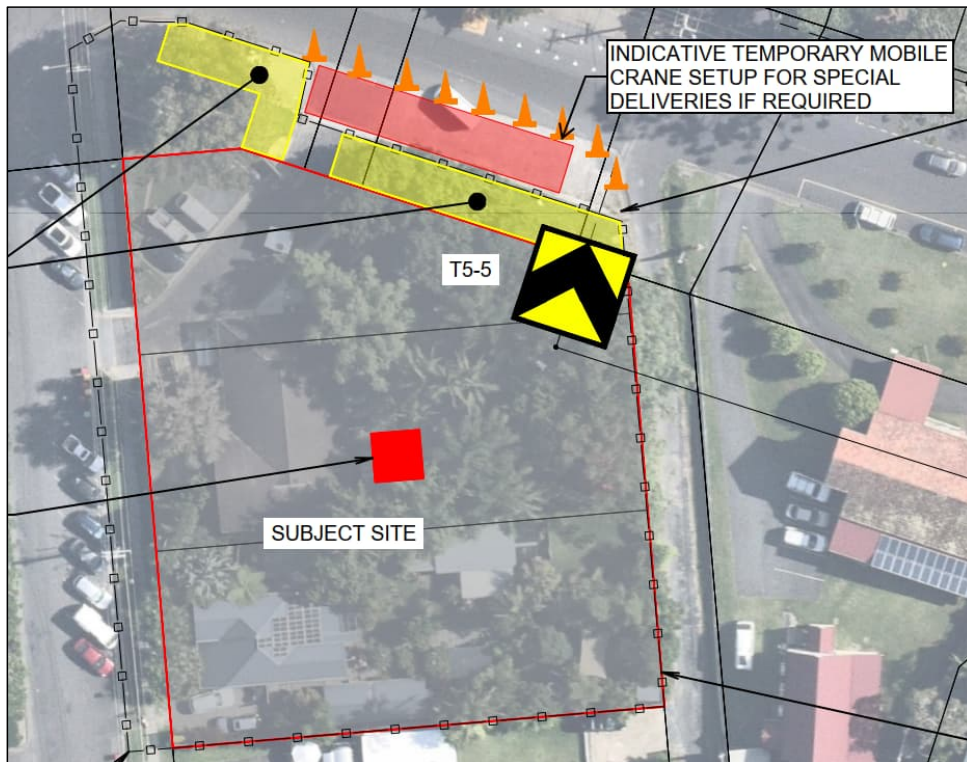 INDICATIVE TEMPORARY MOBILE
CRANE SETUP FOR SPECIAL
DELIVERIES IF REQUIRED
T5-5
SUBJECT SITE